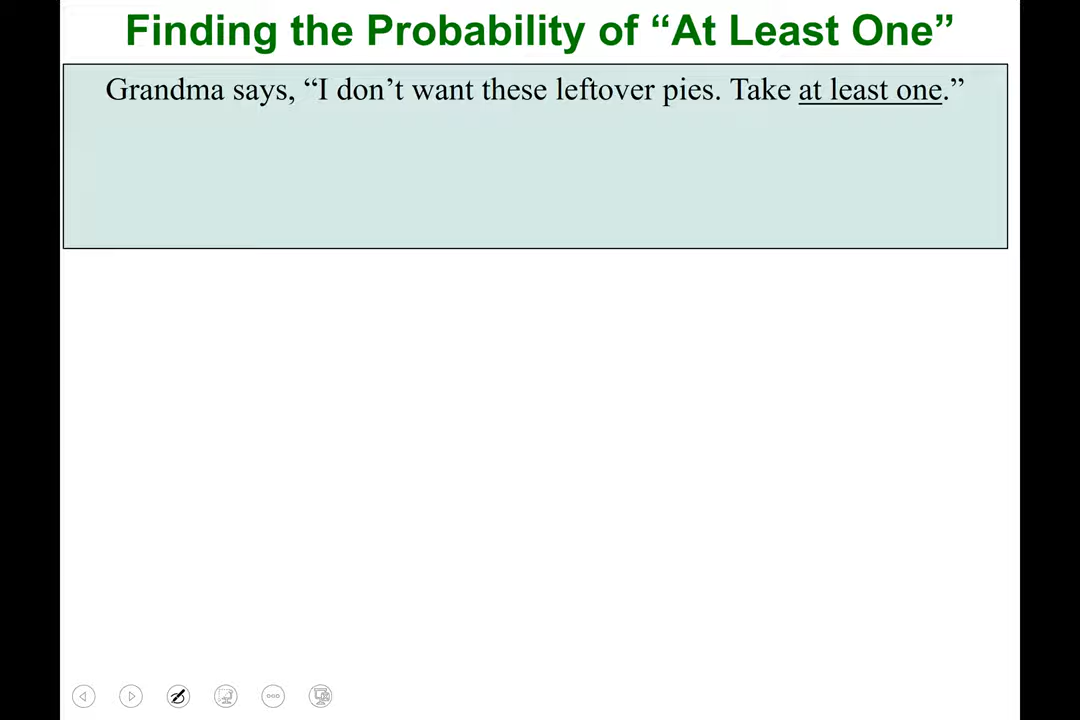 Finding the Probability of “At Least One”
Grandma says, “I don’t want these leftover pies. Take at least one.”